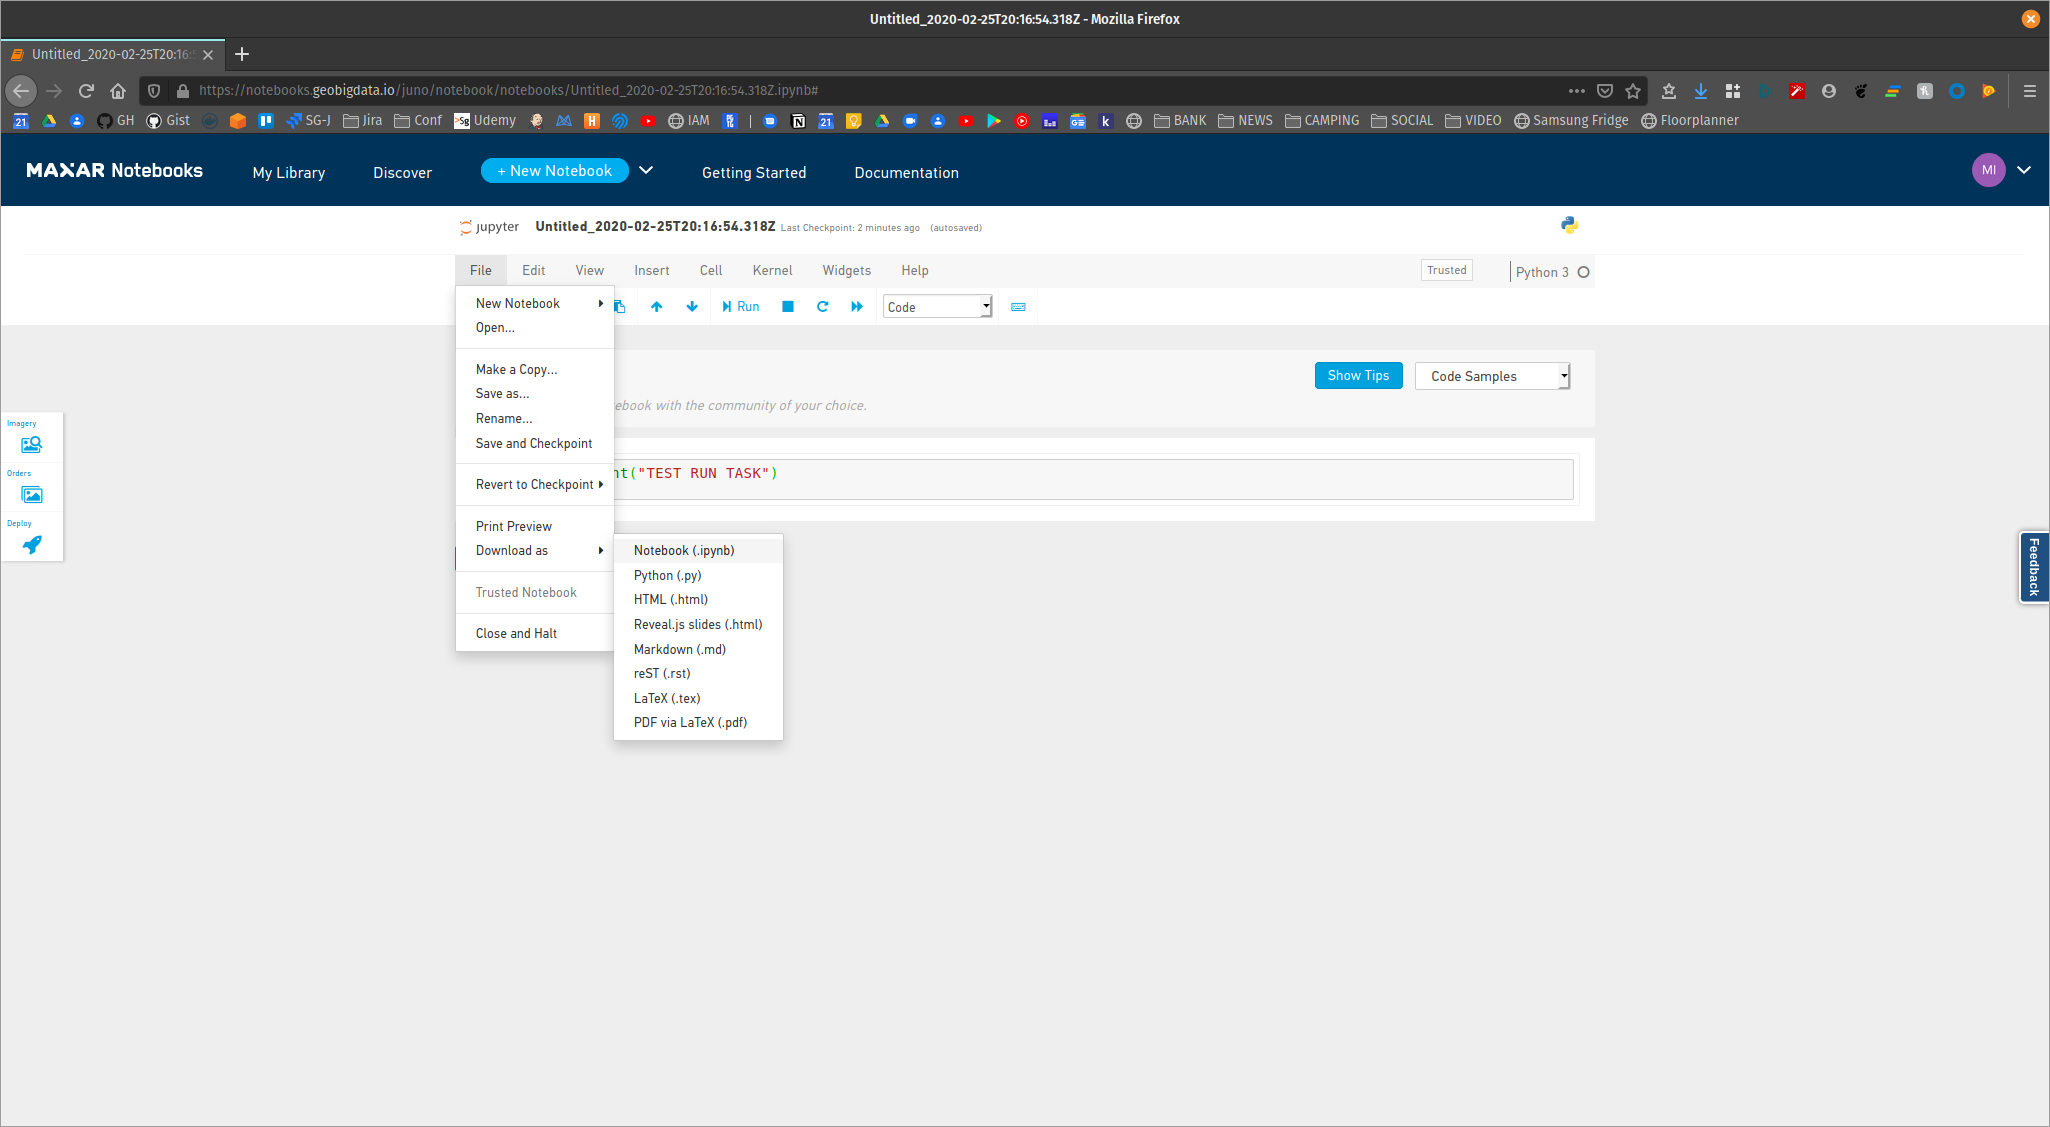 Untitled_2020-02-25T20:16:54.318Z - Mozilla Firefox
Untitled_2020-02-25T20:16:
https://notebooks.geobigdata.io/juno/notebook/notebooks/Untitled_2020-02-25T20:16:54.318Z.ipynb#
21 GH Gist SG-J Jira Conf >Sg Udemy H IAM | N 21 GE k BANK NEWS CAMPING SOCIAL VIDEO Samsung Fridge Floorplanner
MAXAR Notebooks My Library Discover + New Notebook Getting Started Documentation MI
jupyter Untitled_2020-02-25T20:16:54.318Z Last Checkpoint: 2 minutes ago (autosaved)
File Edit View Insert Cell Kernel Widgets Help Trusted Python 3
Run Code
New Notebook
Open...
Make a Copy...
Save as...
Rename...
Save and Checkpoint
Revert to Checkpoint
Print Preview
Download as
Trusted Notebook
Close and Halt
Notebook (.ipynb)
Python (.py)
HTML (.html)
Reveal.js slides (.html)
Markdown (.md)
reST (.rst)
LaTeX (.tex)
PDF via LaTeX (.pdf)
Show Tips Code Samples
ebook with the community of your choice.
nt("TEST RUN TASK")
Imagery
Orders
Deploy
Feedback